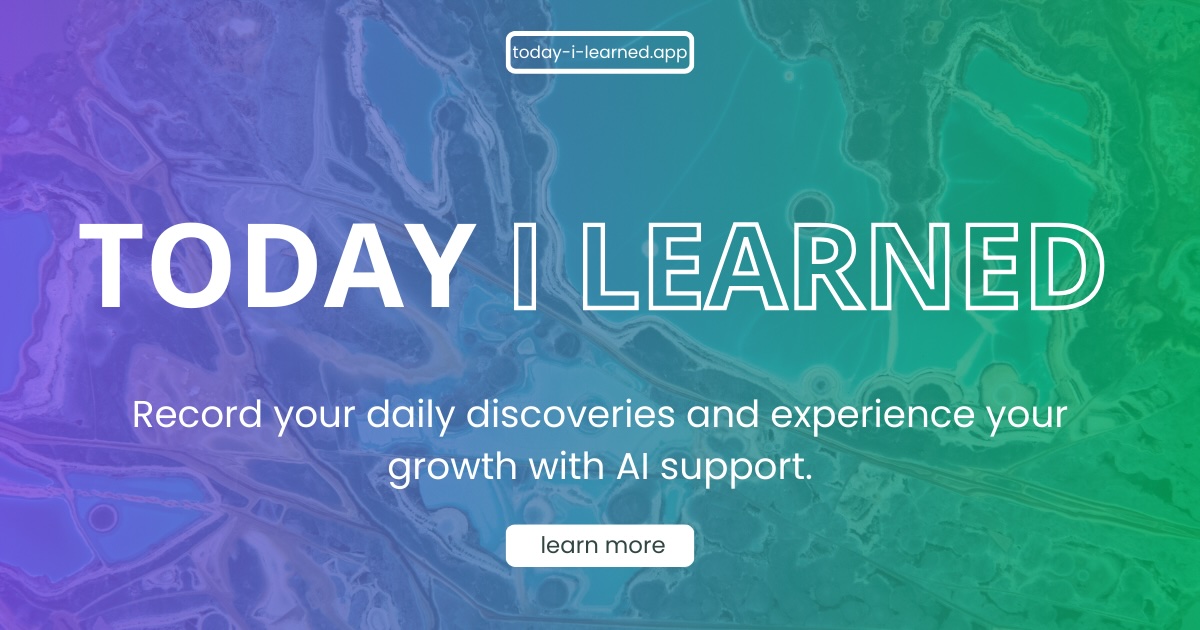 today-i-learned.app
TODAY I LEARNED
Record your daily discoveries and experience your
growth with AI support.
learn more